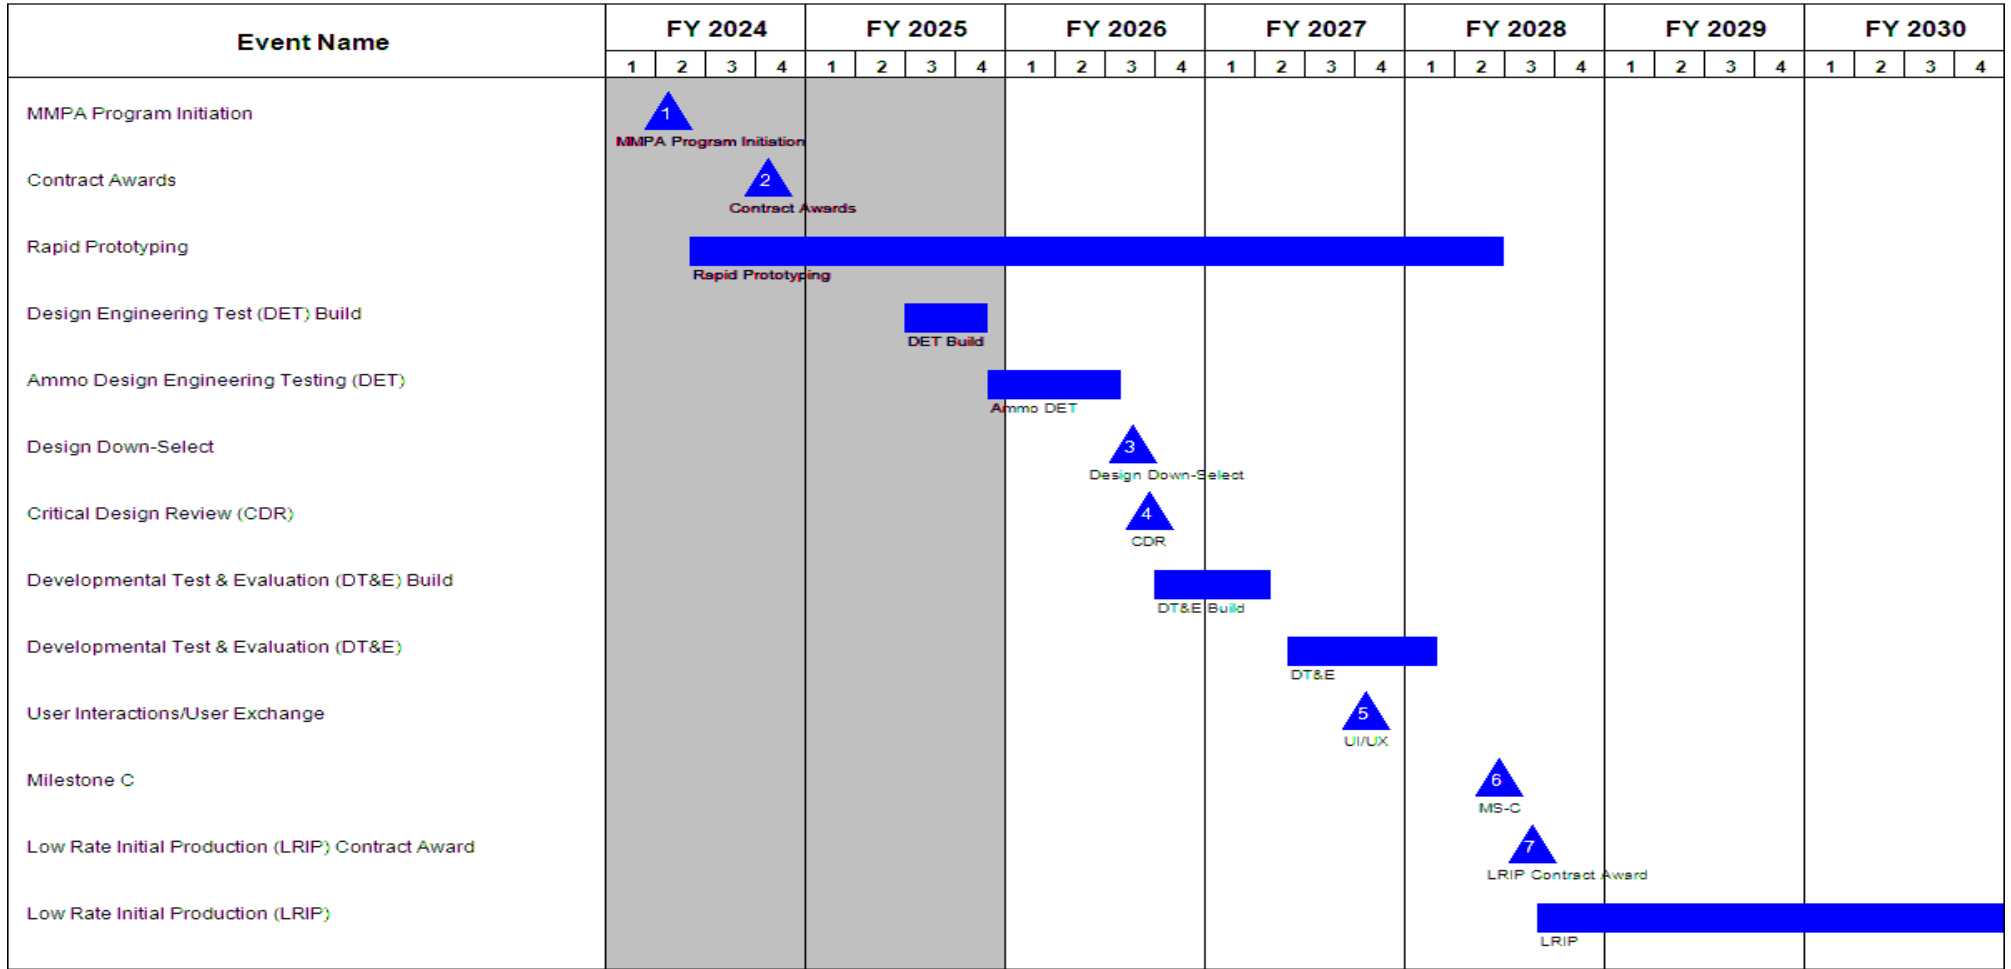 Event Name
FY 2024 FY 2025 FY 2026 FY 2027 FY 2028 FY 2029 FY 2030
1 2 3 4 1 2 3 4 1 2 3 4 1 2 3 4 1 2 3 4 1 2 3 4 1 2 3 4
MMPA Program Initiation
1
MMPA Program Initiation
Contract Awards
2
Contract Awards
Rapid Prototyping
Rapid Prototyping
Design Engineering Test (DET) Build
DET Build
Ammo Design Engineering Testing (DET)
Ammo DET
Design Down-Select
3
Design Down-Select
Critical Design Review (CDR)
4
CDR
Developmental Test & Evaluation (DT&E) Build
DT&E Build
Developmental Test & Evaluation (DT&E)
DT&E
User Interactions/User Exchange
5
UI/UX
Milestone C
6
MS-C
Low Rate Initial Production (LRIP) Contract Award
7
LRIP Contract Award
Low Rate Initial Production (LRIP)
LRIP